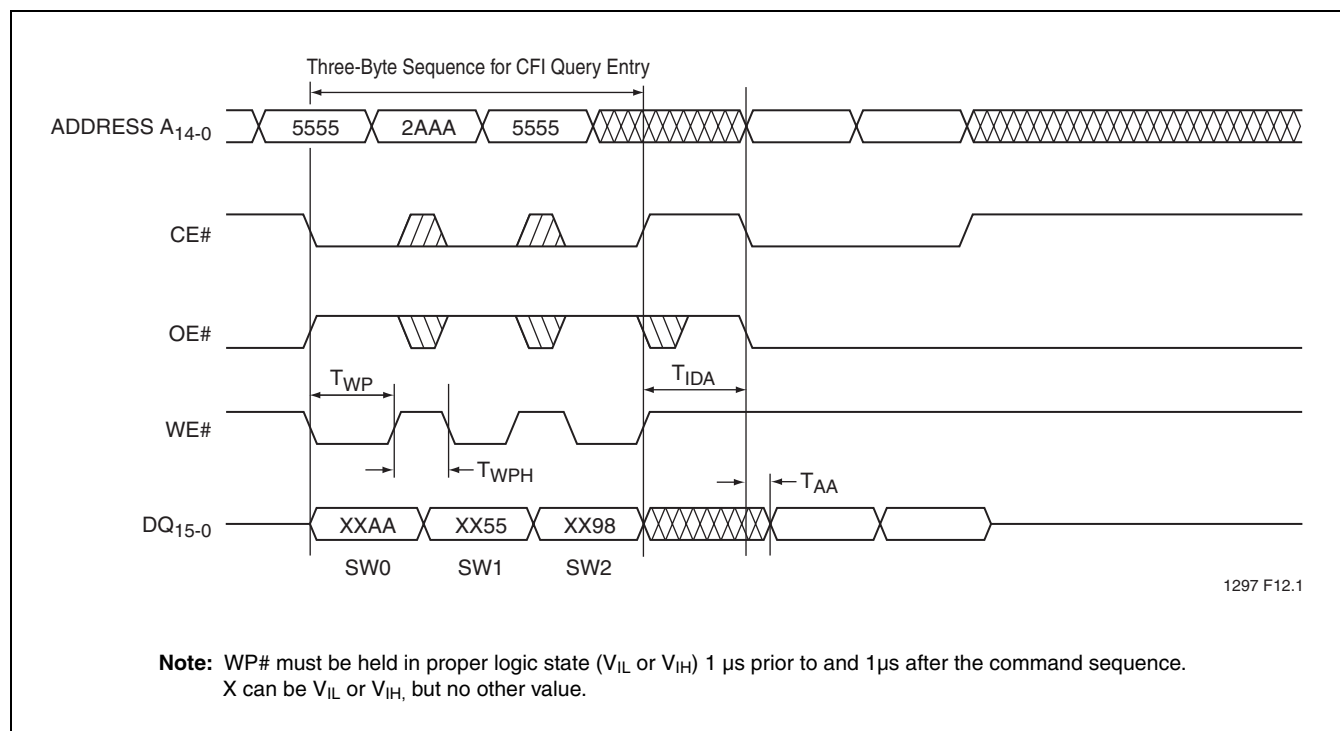 Three-Byte Sequence for CFI Query Entry
ADDRESS A14-0
5555 2AAA 5555
CE#
OE#
TWP TIDA
WE#
TWPH
TAA
DQ15-0
XXAA XX55 XX98
SW0 SW1 SW2
1297 F12.1
Note: WP# must be held in proper logic state (VIL or VIH) 1 µs prior to and 1µs after the command sequence.
X can be VIL or VIH, but no other value.